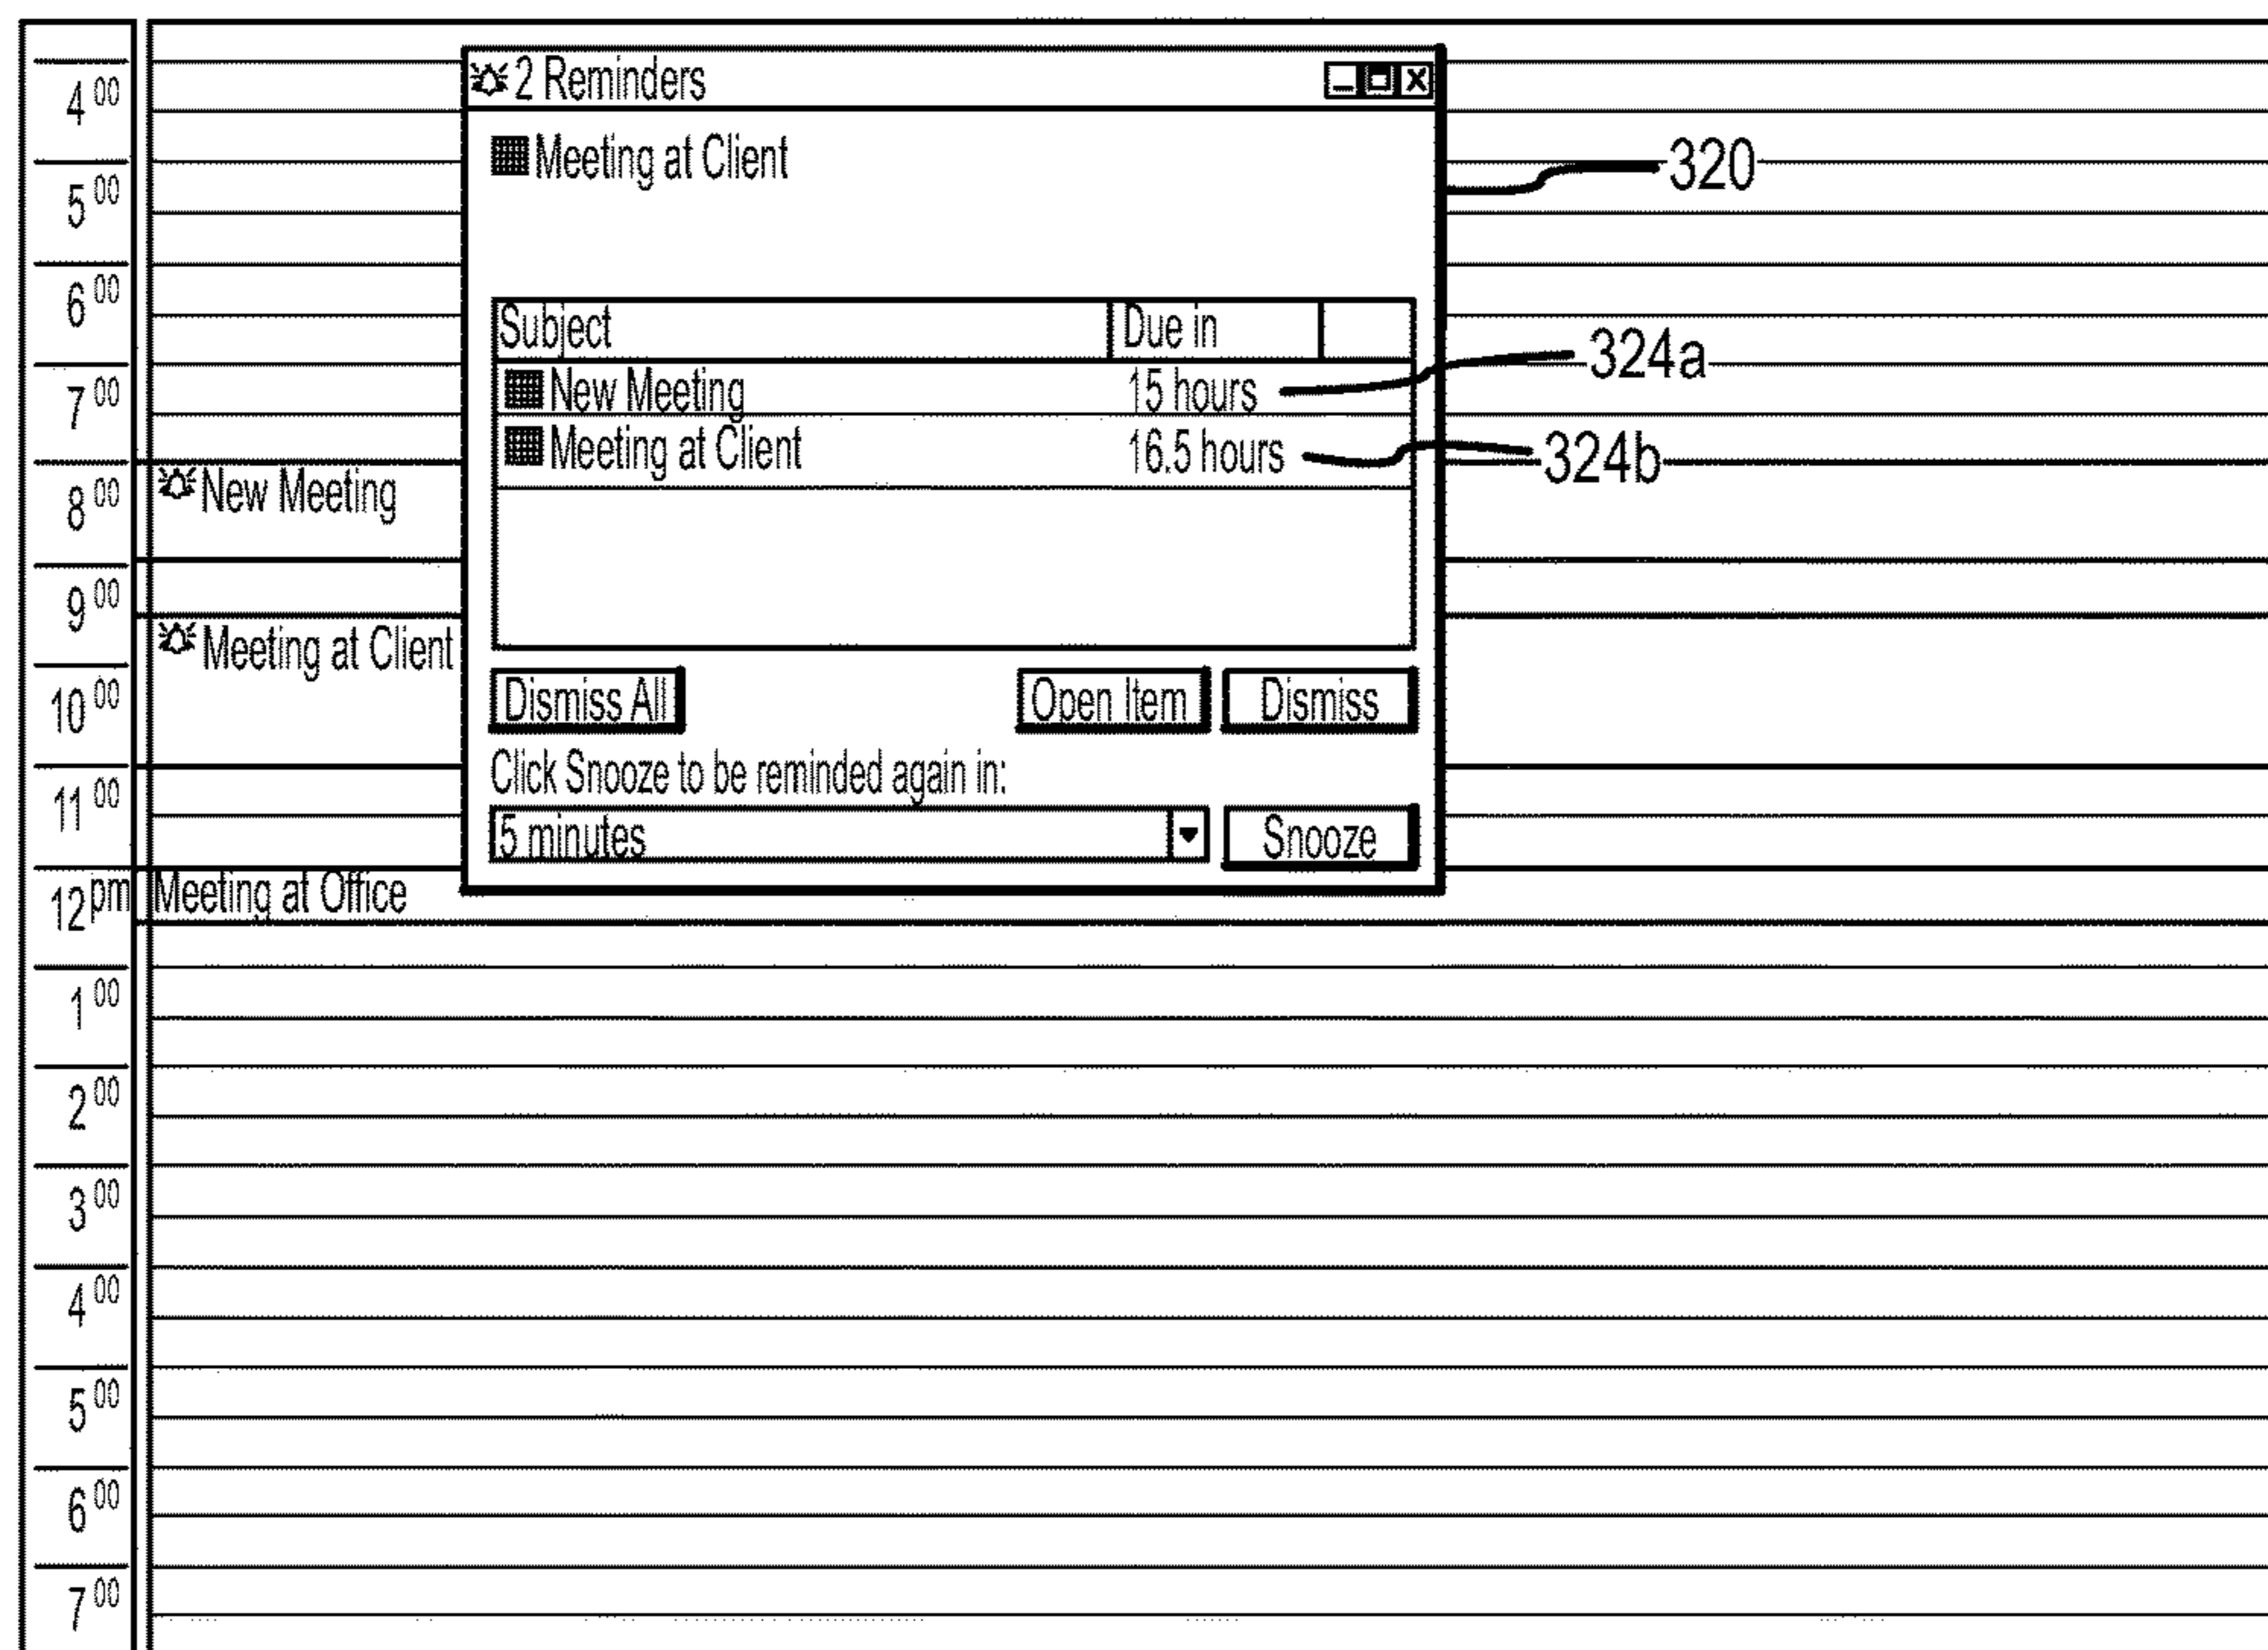 2 Reminders
4 00
Meeting at Client
320
5 00
6 00
Subject Due in
324a
7 00
New Meeting 15 hours
Meeting at Client 16.5 hours
324b
8 00
New Meeting
9 00
Meeting at Client
10 00
Dismiss All Open Item Dismiss
Click Snooze to be reminded again in:
11 00
5 minutes Snooze
12 pm Meeting at Office
1 00
2 00
3 00
4 00
5 00
6 00
7 00